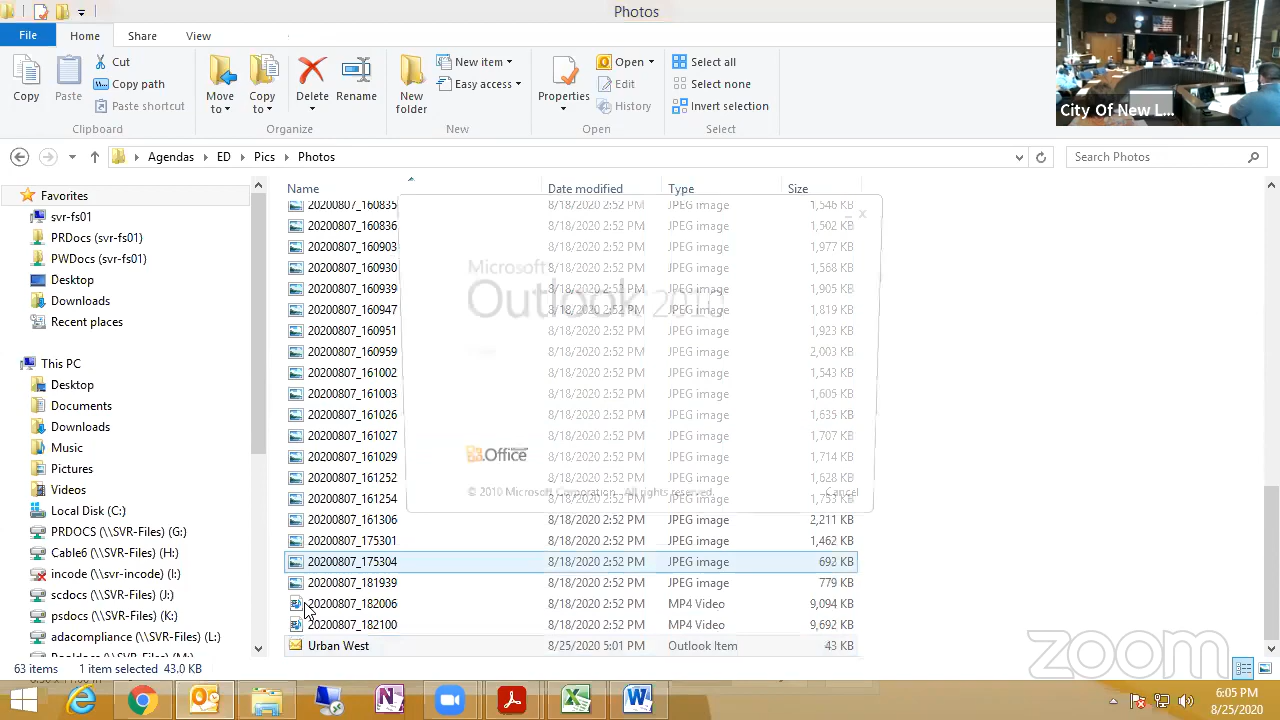 Photos
File Home Share View
Copy Paste Cut Copy path Paste shortcut Move to Copy to Delete Rename New folder New item Easy access Properties Open Edit History Select all Select none Invert selection
Clipboard Organize New Open Select
City Of New L...
Agendas ED Pics Photos Search Photos
Name Date modified Type Size
Favorites
svr-fs01
PRDocs (svr-fs01)
PWDocs (svr-fs01)
Desktop
Downloads
Recent places
This PC
Desktop
Documents
Downloads
Music
Pictures
Videos
Local Disk (C:)
PRDOCS (\\SVR-Files) (G:)
Cable6 (\\SVR-Files) (H:)
incode (\\svr-incode) (I:)
scdocs (\\SVR-Files) (J:)
psdocs (\\SVR-Files) (K:)
adacompliance (\\SVR-Files) (L:)
20200807_160835 8/18/2020 2:52 PM JPEG image 1,546 KB
20200807_160836 8/18/2020 2:52 PM JPEG image 1,502 KB
20200807_160903 8/18/2020 2:52 PM JPEG image 1,977 KB
20200807_160930 8/18/2020 2:52 PM JPEG image 1,568 KB
20200807_160939 8/18/2020 2:52 PM JPEG image 1,905 KB
20200807_160947 8/18/2020 2:52 PM JPEG image 1,819 KB
20200807_160951 8/18/2020 2:52 PM JPEG image 1,923 KB
20200807_160959 8/18/2020 2:52 PM JPEG image 2,003 KB
20200807_161002 8/18/2020 2:52 PM JPEG image 1,543 KB
20200807_161003 8/18/2020 2:52 PM JPEG image 1,605 KB
20200807_161026 8/18/2020 2:52 PM JPEG image 1,635 KB
20200807_161027 8/18/2020 2:52 PM JPEG image 1,707 KB
20200807_161029 8/18/2020 2:52 PM JPEG image 1,714 KB
20200807_161252 8/18/2020 2:52 PM JPEG image 1,628 KB
20200807_161254 8/18/2020 2:52 PM JPEG image 1,753 KB
20200807_161306 8/18/2020 2:52 PM JPEG image 2,211 KB
20200807_175301 8/18/2020 2:52 PM JPEG image 1,462 KB
20200807_175304 8/18/2020 2:52 PM JPEG image 692 KB
20200807_181939 8/18/2020 2:52 PM JPEG image 779 KB
20200807_182006 8/18/2020 2:52 PM MP4 Video 9,094 KB
20200807_182100 8/18/2020 2:52 PM MP4 Video 9,692 KB
Urban West 8/25/2020 5:01 PM Outlook Item 43 KB
Microsoft
Outlook 2010
Office
© 2010 Microsoft Corporation. All rights reserved.
Cancel
zoom
63 items 1 item selected 43.0 KB
6:05 PM
8/25/2020